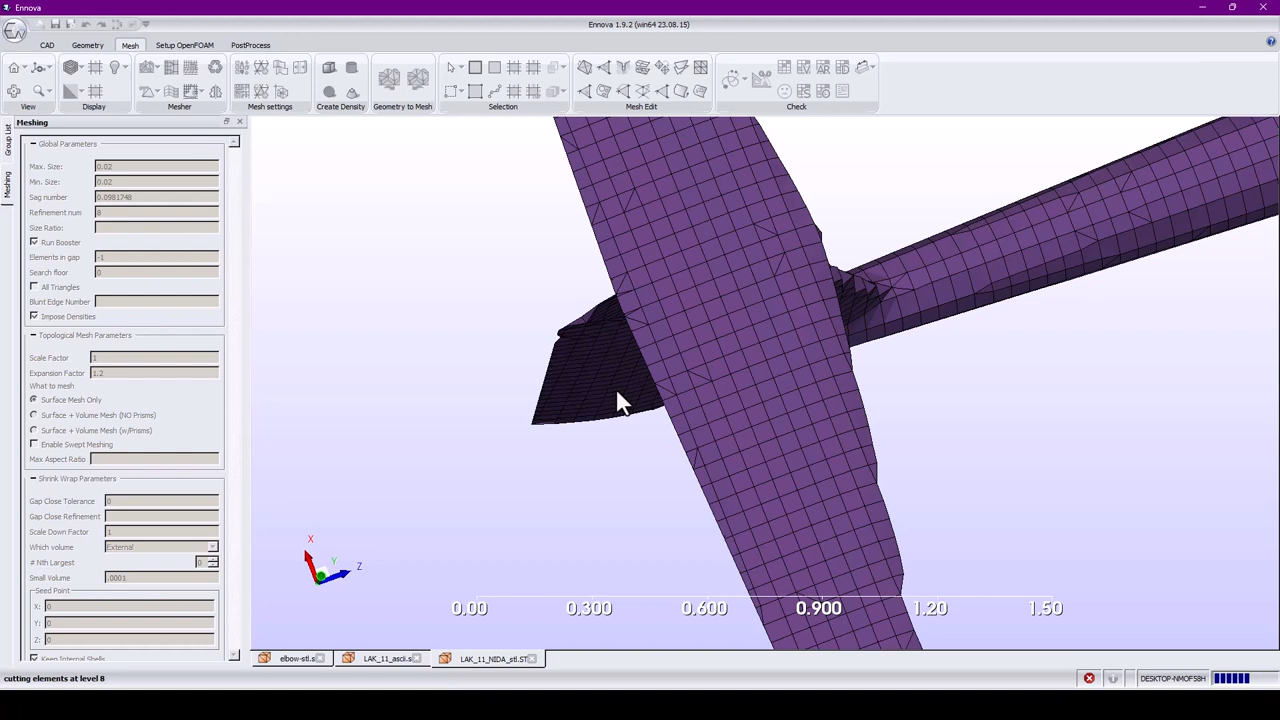 Ennova
Ennova 1.9.2 (win64 23.08.15)
CAD Geometry Mesh Setup OpenFOAM PostProcess
View Display Mesher Mesh settings Create Density Geometry to Mesh Selection Mesh Edit Check
Meshing
Group List
Meshing
Global Parameters
Max. Size: 0.02
Min. Size: 0.02
Sag number 0.0981748
Refinement num 8
Size Ratio:
Run Booster
Elements in gap -1
Search floor 0
All Triangles
Blunt Edge Number
Impose Densities
Topological Mesh Parameters
Scale Factor 1
Expansion Factor 1.2
What to mesh
Surface Mesh Only
Surface + Volume Mesh (NO Prisms)
Surface + Volume Mesh (w/Prisms)
Enable Swept Meshing
Max Aspect Ratio
Shrink Wrap Parameters
Gap Close Tolerance 0
Gap Close Refinement
Scale Down Factor 1
Which volume External
# Nth Largest 0
Small Volume .0001
Seed Point
X: 0
Y: 0
Z: 0
Keep Internal Shells
X
Y
Z
0.00 0.300 0.600 0.900 1.20 1.50
elbow-stl.s LAK_11_ascii.s LAK_11_NIDA_stl.ST
cutting elements at level 8
DESKTOP-NMOF58H